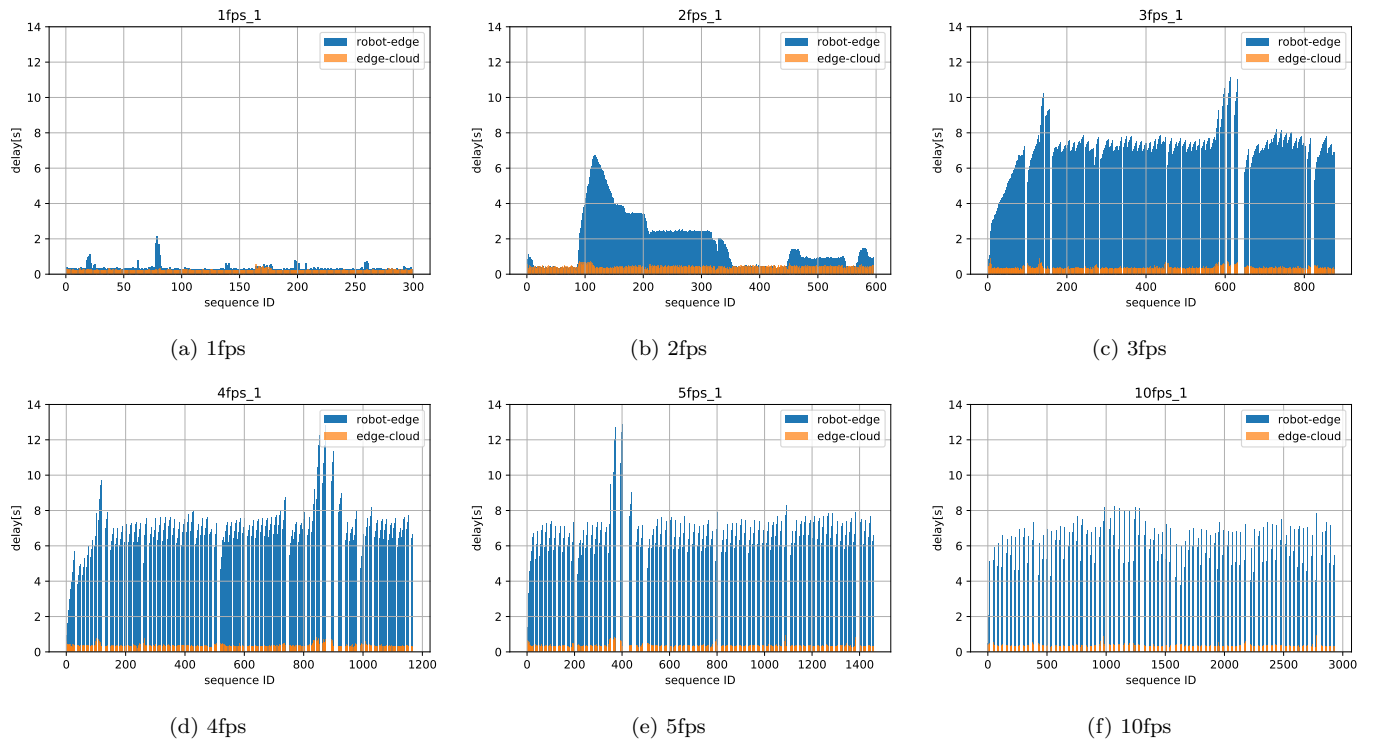 1fps_1
14
12
10
8
6
4
2
0
delay[s]
robot-edge
edge-cloud
0 50 100 150 200 250 300
sequence ID
(a) 1fps
2fps_1
14
12
10
8
6
4
2
0
delay[s]
robot-edge
edge-cloud
0 100 200 300 400 500 600
sequence ID
(b) 2fps
3fps_1
14
12
10
8
6
4
2
0
delay[s]
robot-edge
edge-cloud
0 200 400 600 800
sequence ID
(c) 3fps
4fps_1
14
12
10
8
6
4
2
0
delay[s]
robot-edge
edge-cloud
0 200 400 600 800 1000 1200
sequence ID
(d) 4fps
5fps_1
14
12
10
8
6
4
2
0
delay[s]
robot-edge
edge-cloud
0 200 400 600 800 1000 1200 1400
sequence ID
(e) 5fps
10fps_1
14
12
10
8
6
4
2
0
delay[s]
robot-edge
edge-cloud
0 500 1000 1500 2000 2500 3000
sequence ID
(f) 10fps